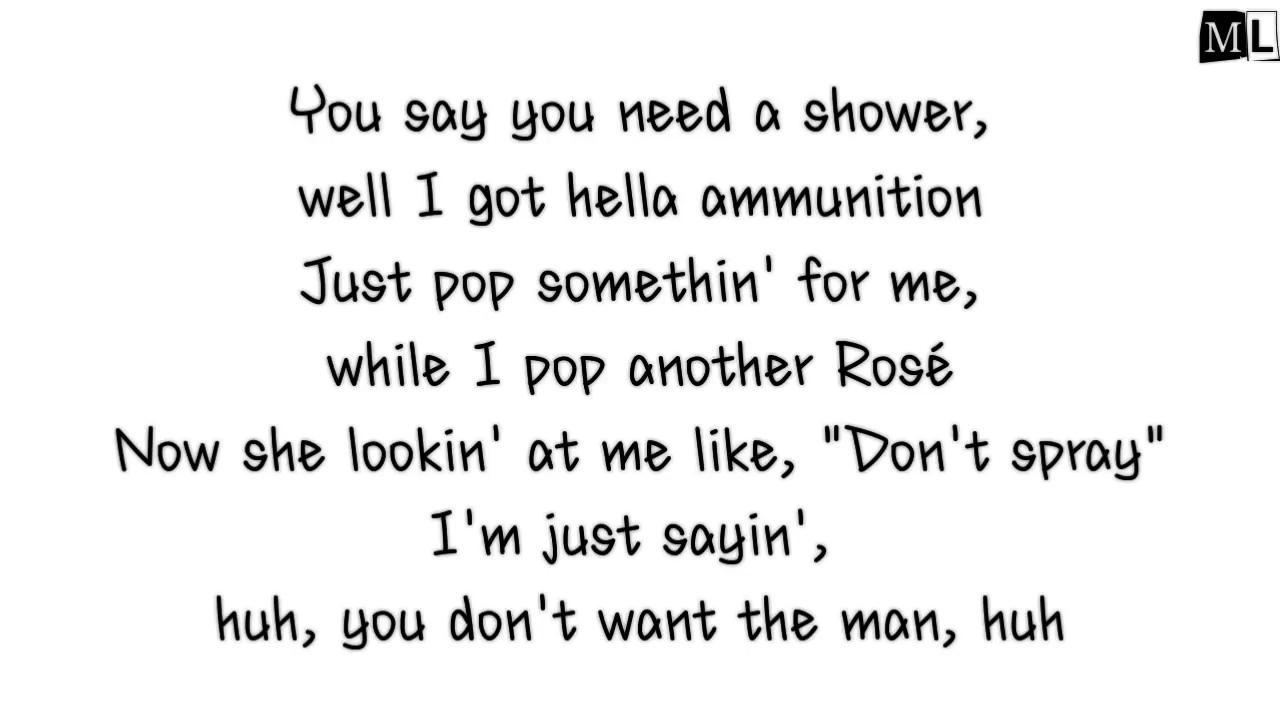 ML
You say you need a shower,
well I got hella ammunition
Just pop somethin' for me,
while I pop another Rosé
Now she lookin' at me like, "Don't spray"
I'm just sayin',
huh, you don't want the man, huh